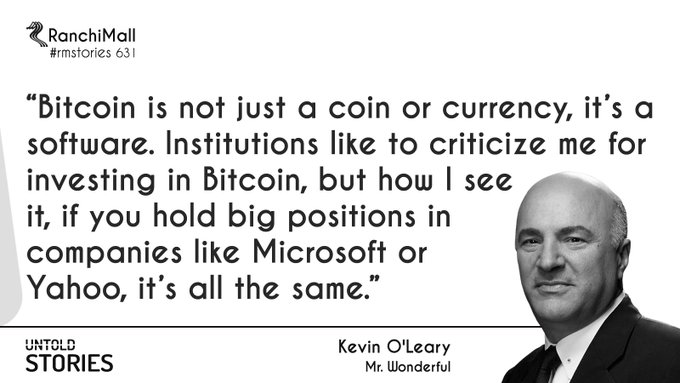 RanchiMall
#rmstories 631
“Bitcoin is not just a coin or currency, it’s a
software. Institutions like to criticize me for
investing in Bitcoin, but how I see
it, if you hold big positions in
companies like Microsoft or
Yahoo, it’s all the same.”
UNTOLD
STORIES
Kevin O'Leary
Mr. Wonderful